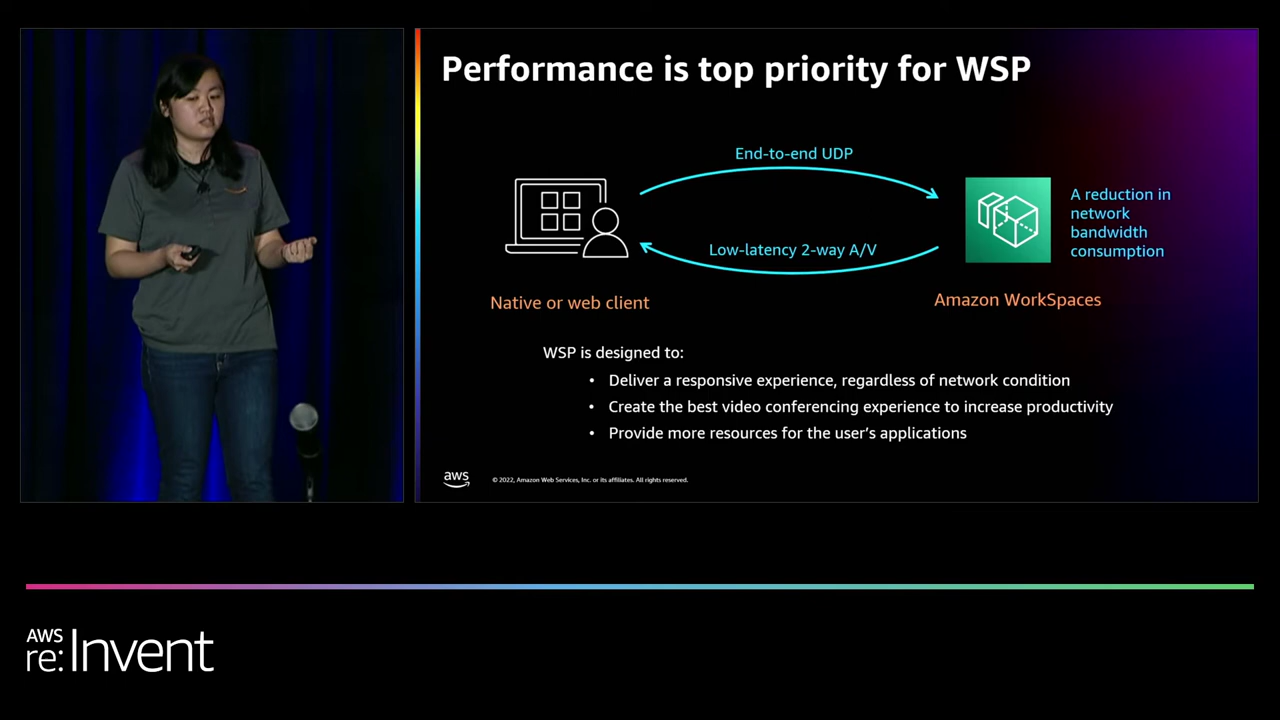 Performance is top priority for WSP
End-to-end UDP
Low-latency 2-way A/V
A reduction in
network
bandwidth
consumption
Native or web client
Amazon WorkSpaces
WSP is designed to:
• Deliver a responsive experience, regardless of network condition
• Create the best video conferencing experience to increase productivity
• Provide more resources for the user's applications
aws
© 2022, Amazon Web Services, Inc. or its affiliates. All rights reserved.
AWS
re:Invent